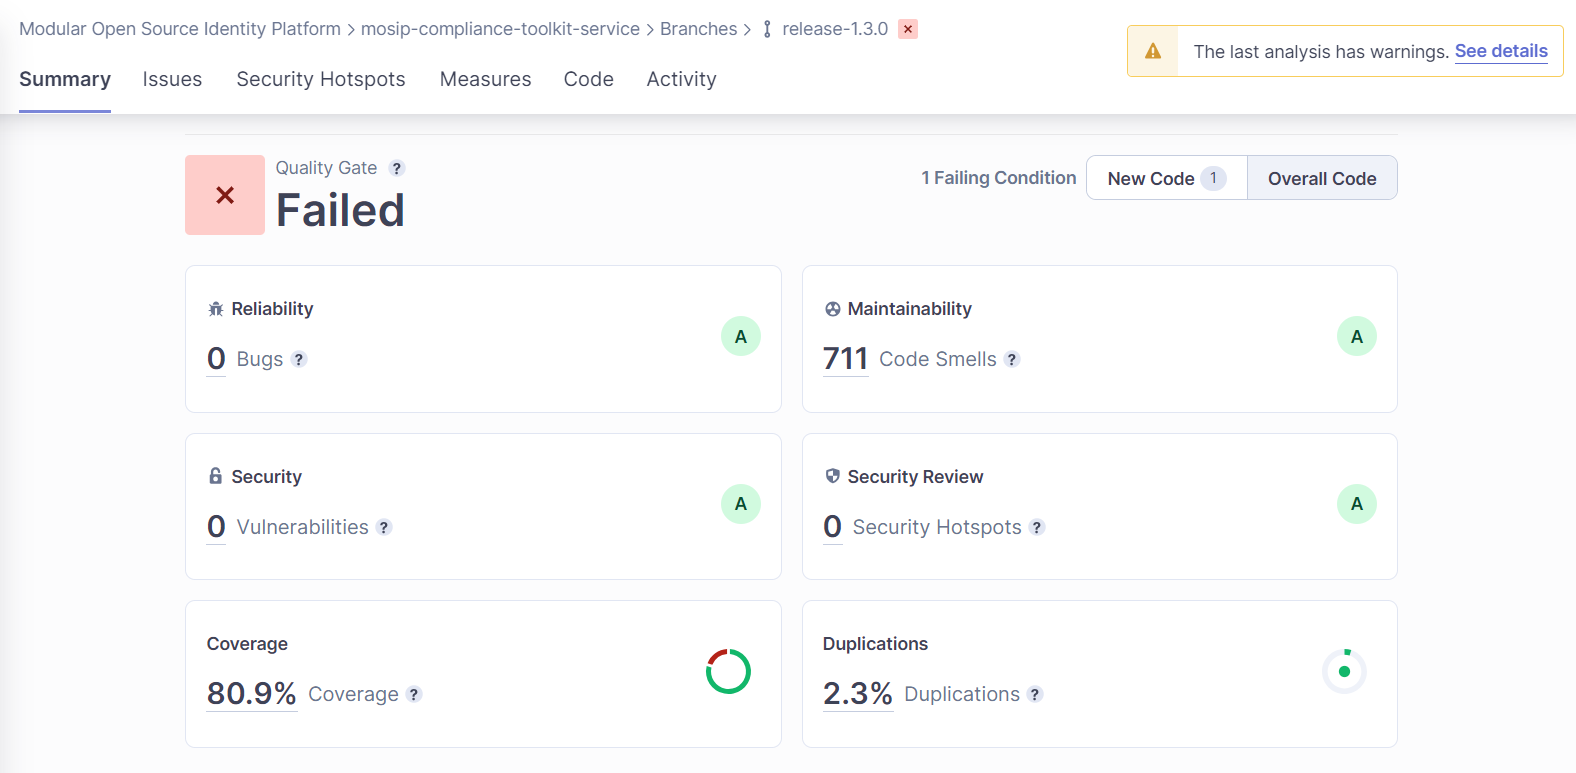 Modular Open Source Identity Platform > mosip-compliance-toolkit-service > Branches > release-1.3.0
The last analysis has warnings. See details
Summary Issues Security Hotspots Measures Code Activity
Quality Gate ?
Failed
1 Failing Condition
New Code 1 Overall Code
Reliability
0 Bugs ?
A
Maintainability
711 Code Smells ?
A
Security
0 Vulnerabilities ?
A
Security Review
0 Security Hotspots ?
A
Coverage
80.9% Coverage ?
Duplications
2.3% Duplications ?